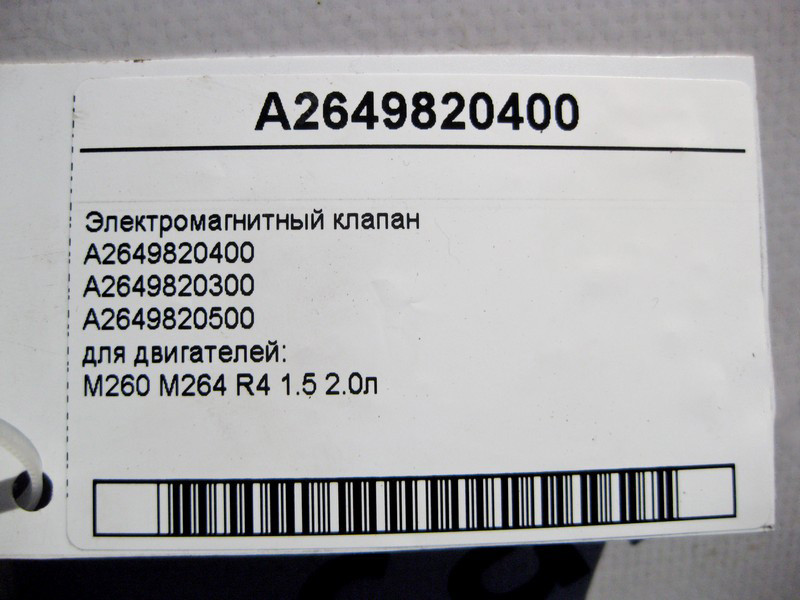 A2649820400
Электромагнитный клапан
A2649820400
A2649820300
A2649820500
для двигателей:
M260 M264 R4 1.5 2.0л